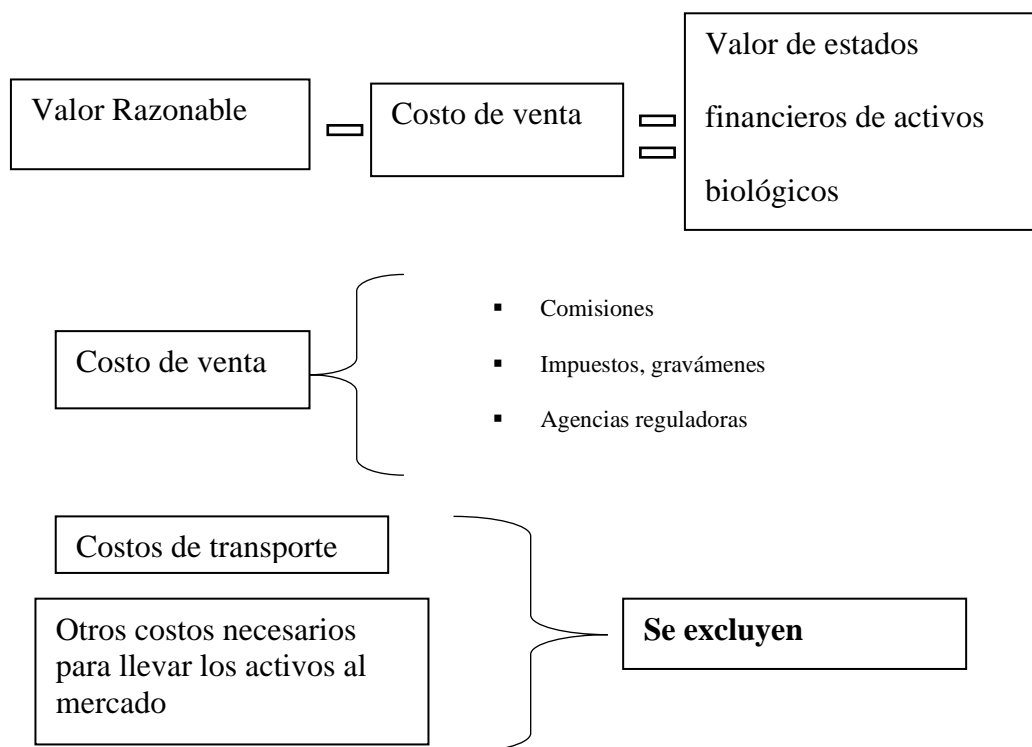 Valor Razonable
Costo de venta
Valor de estados
financieros de activos
biológicos
Costo de venta
▪ Comisiones
▪ Impuestos, gravámenes
▪ Agencias reguladoras
Costos de transporte
Otros costos necesarios
para llevar los activos al
mercado
Se excluyen